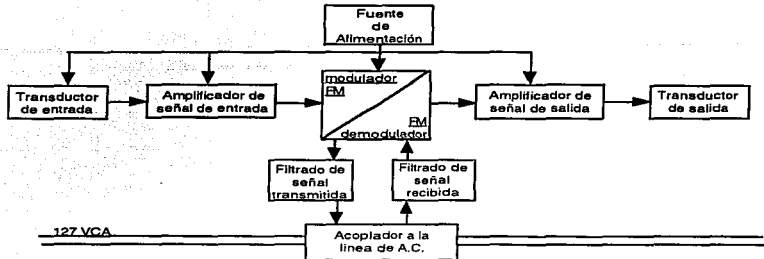 Fuente
de
Alimentación
modulador
FM
Transductor
de entrada.
Amplificador de
señal de entrada
Amplificador de
señal de salida
Transductor
de salida
FM
demodulador
Filtrado de
señal
transmitida
Filtrado de
señal
recibida
127 VCA
Acoplador a la
linea de A.C.